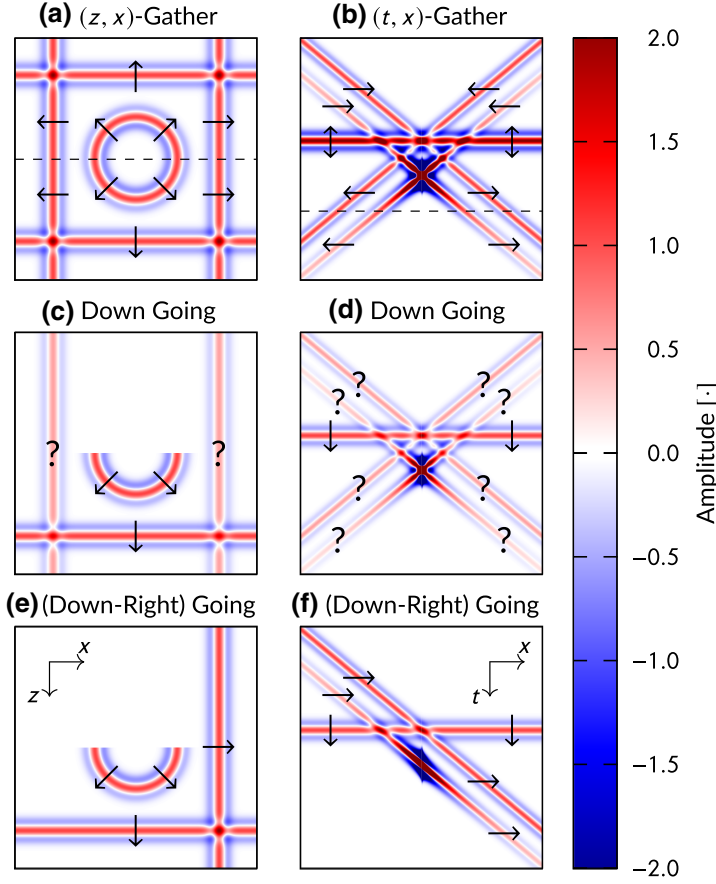 (a) (z, x)-Gather
(b) (t, x)-Gather
(c) Down Going
? ?
(d) Down Going
? ?
? ?
? ?
? ?
(e) (Down-Right) Going
x
z
(f) (Down-Right) Going
x
t
2.0
1.5
1.0
0.5
0.0
−0.5
−1.0
−1.5
−2.0
Amplitude [·]